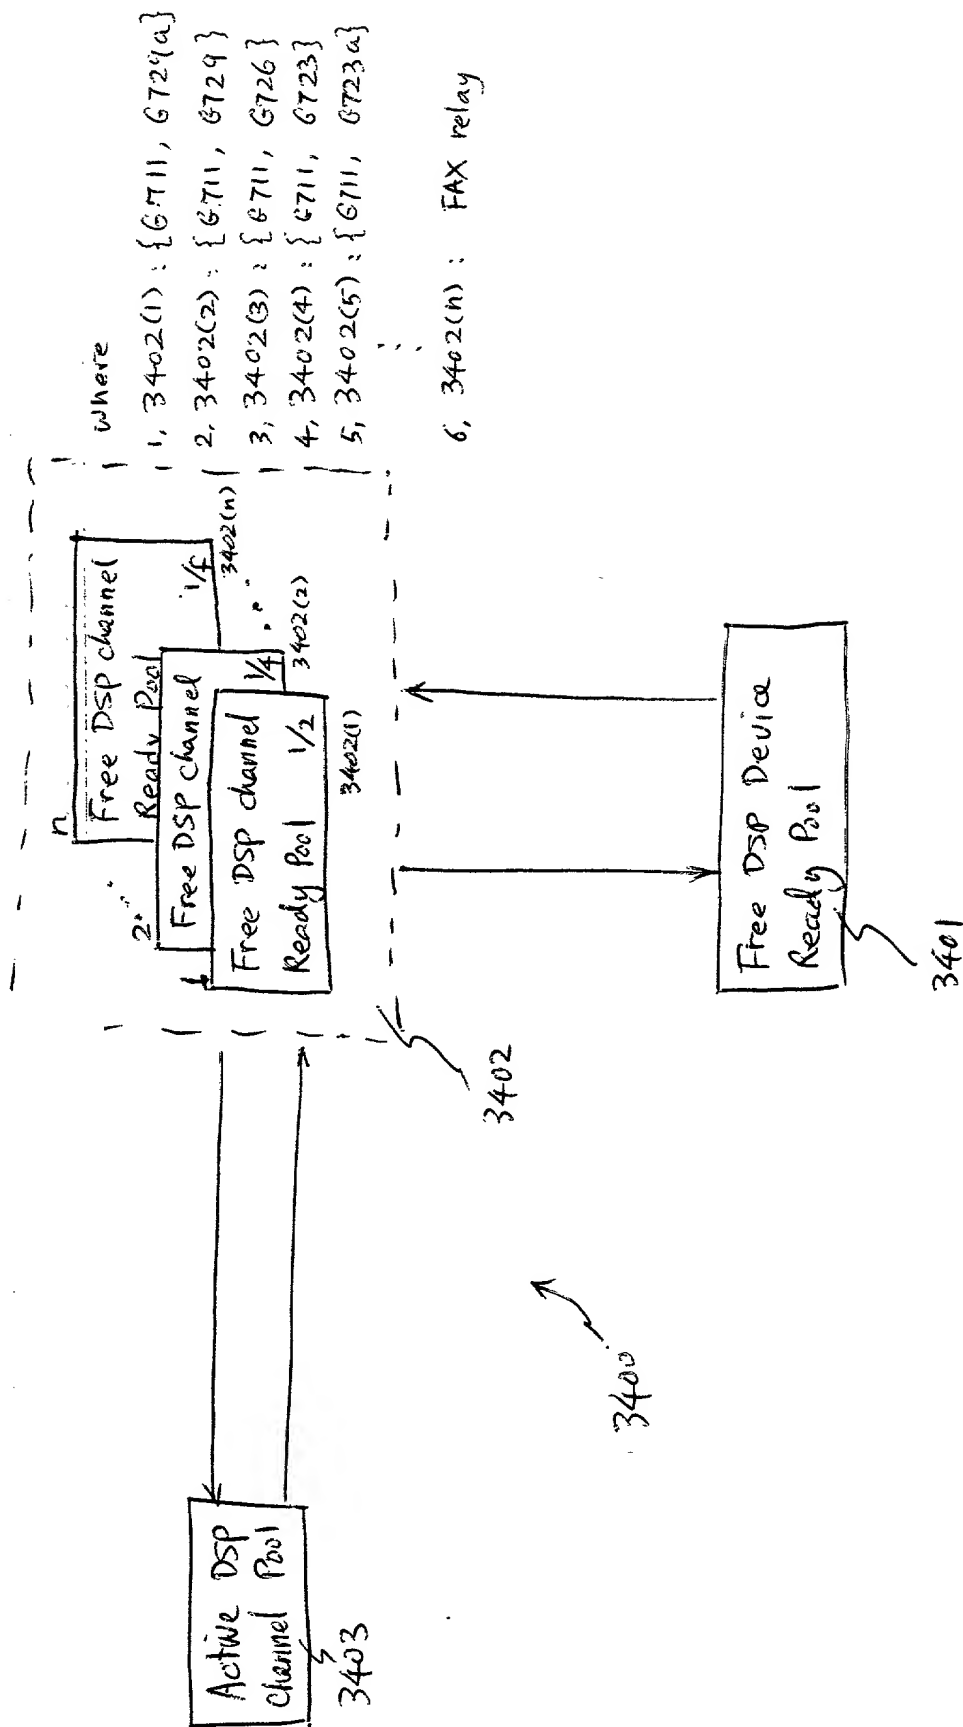 Active DSP
Channel Pool
3403
n
Free DSP channel
Ready Pool
1/f
3402(n)
2
Free DSP channel
1/4
3402(2)
Free DSP channel
Ready Pool 1/2
3402(1)
3402
where
1, 3402(1) : {G711, G729a}
2, 3402(2) : {G711, G729}
3, 3402(3) : {G711, G726}
4, 3402(4) : {G711, G723}
5, 3402(5) : {G711, G723a}
6, 3402(n) : FAX relay
Free DSP Device
Ready Pool
3401
3400